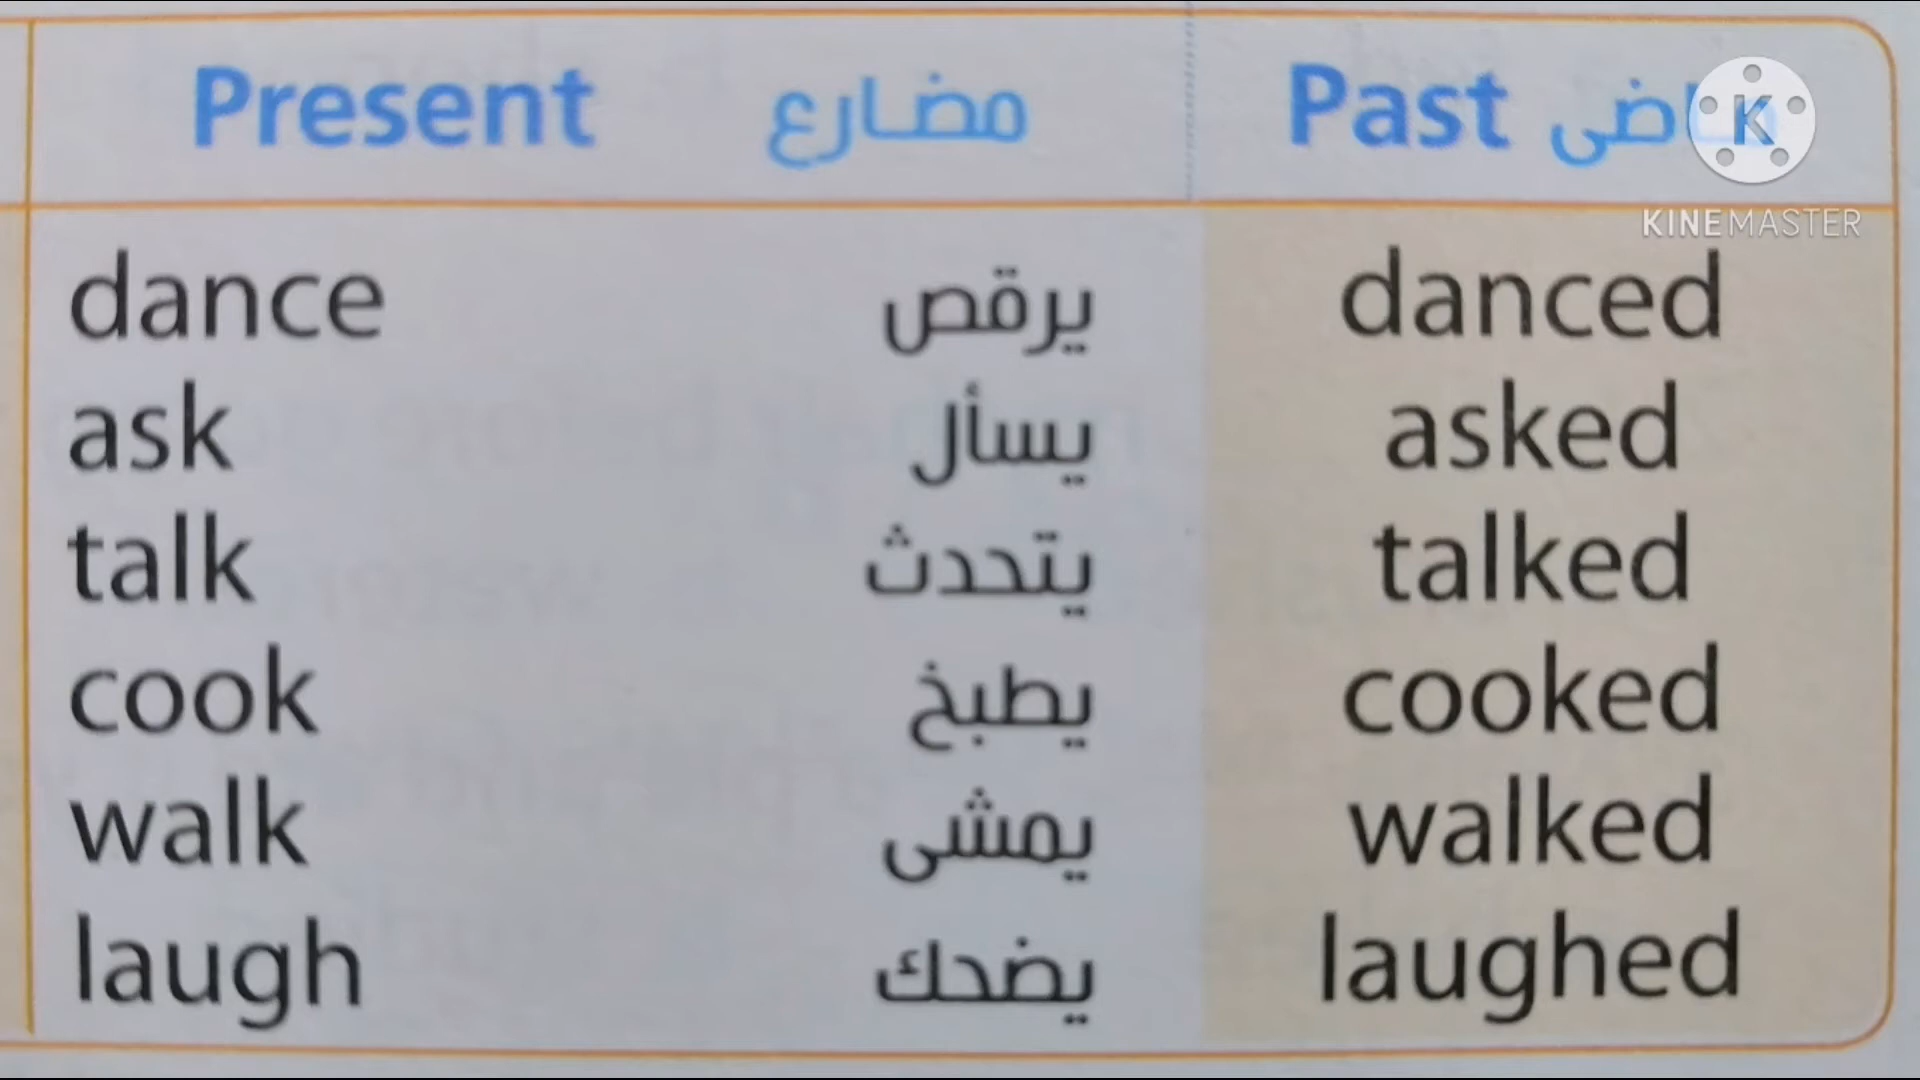 Present مضارع Past
K
KINEMASTER
dance يرقص danced
ask يسأل asked
talk يتحدث talked
cook يطبخ cooked
walk يمشى walked
laugh يضحك laughed